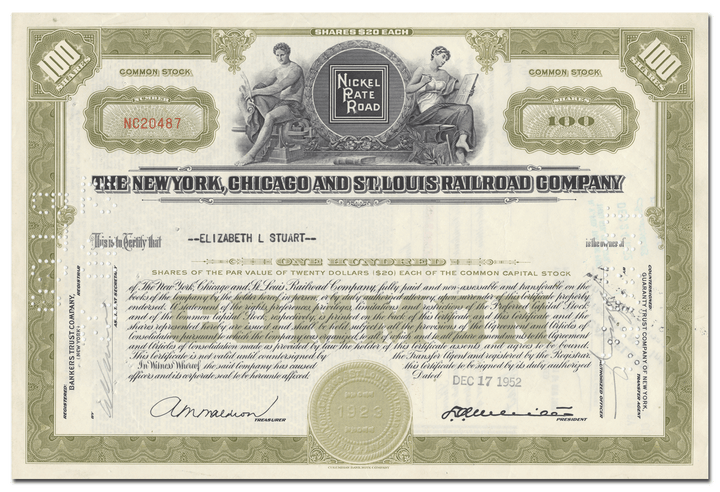 SHARES $20 EACH
100 SHARES
100 SHARES
COMMON STOCK
COMMON STOCK
NICKEL
PLATE
ROAD
NUMBER
NC20487
SHARES
100
THE NEW YORK, CHICAGO AND ST. LOUIS RAILROAD COMPANY
This is to Certify that
--ELIZABETH L STUART--
is the owner of
ONE HUNDRED
SHARES OF THE PAR VALUE OF TWENTY DOLLARS ($20) EACH OF THE COMMON CAPITAL STOCK
of The New York, Chicago and St. Louis Railroad Company, fully paid and non-assessable and transferable on the
books of the Company by the holder hereof in person, or by duly authorized attorney, upon surrender of this Certificate properly
endorsed. A statement of the rights, preferences, privileges, limitations and restrictions of the Preferred Capital Stock
and of the Common Capital Stock, respectively, is printed on the back of this Certificate and this Certificate and the
shares represented hereby are issued and shall be held subject to all the provisions of the Agreement and Articles of
Consolidation pursuant to which the Company was organized, to all of which and to all future amendments to the Agreement
and Articles of Consolidation made as provided by law the holder of this Certificate assents and agrees to be bound.
This Certificate is not valid until countersigned by the Transfer Agent and registered by the Registrar.
In Witness Whereof, the said Company has caused this Certificate to be signed by its duly authorized
officers and its corporate seal to be hereunto affixed. Dated
DEC 17 1952
TREASURER
PRESIDENT
REGISTERED:
BANKERS TRUST COMPANY,
(NEW YORK)
REGISTRAR
BY
COUNTERSIGNED:
GUARANTY TRUST COMPANY OF NEW YORK,
TRANSFER AGENT
AUTHORIZED OFFICER